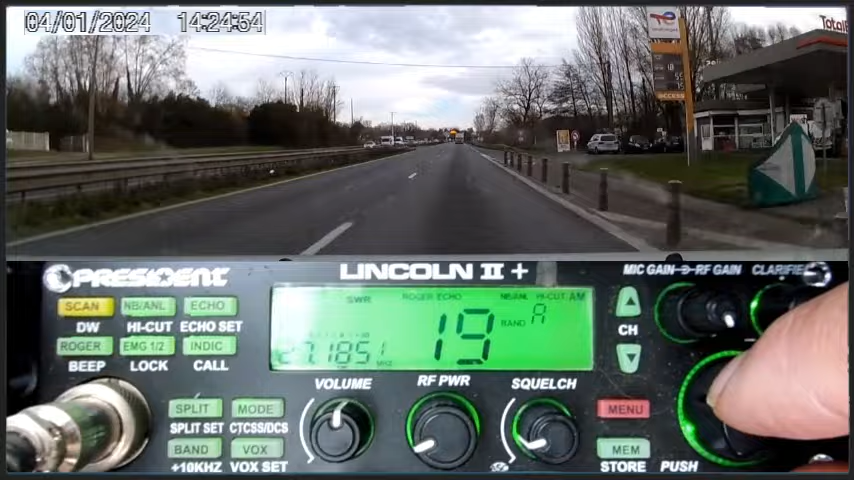 04/01/2024 14:24:54
ACCESS
PRESIDENT
LINCOLN II +
MIC GAIN RF GAIN CLARIFIE
SCAN NB/ANL ECHO
DW HI-CUT ECHO SET
ROGER EMG 1/2 INDIC
BEEP LOCK CALL
SWR ROGER ECHO NB/ANL HI-CUT AM
19 BAND A
27.185 MHZ
CH
VOLUME RF PWR SQUELCH
SPLIT MODE
SPLIT SET CTCSS/DCS
BAND VOX
+10KHZ VOX SET
MENU
MEM
STORE PUSH